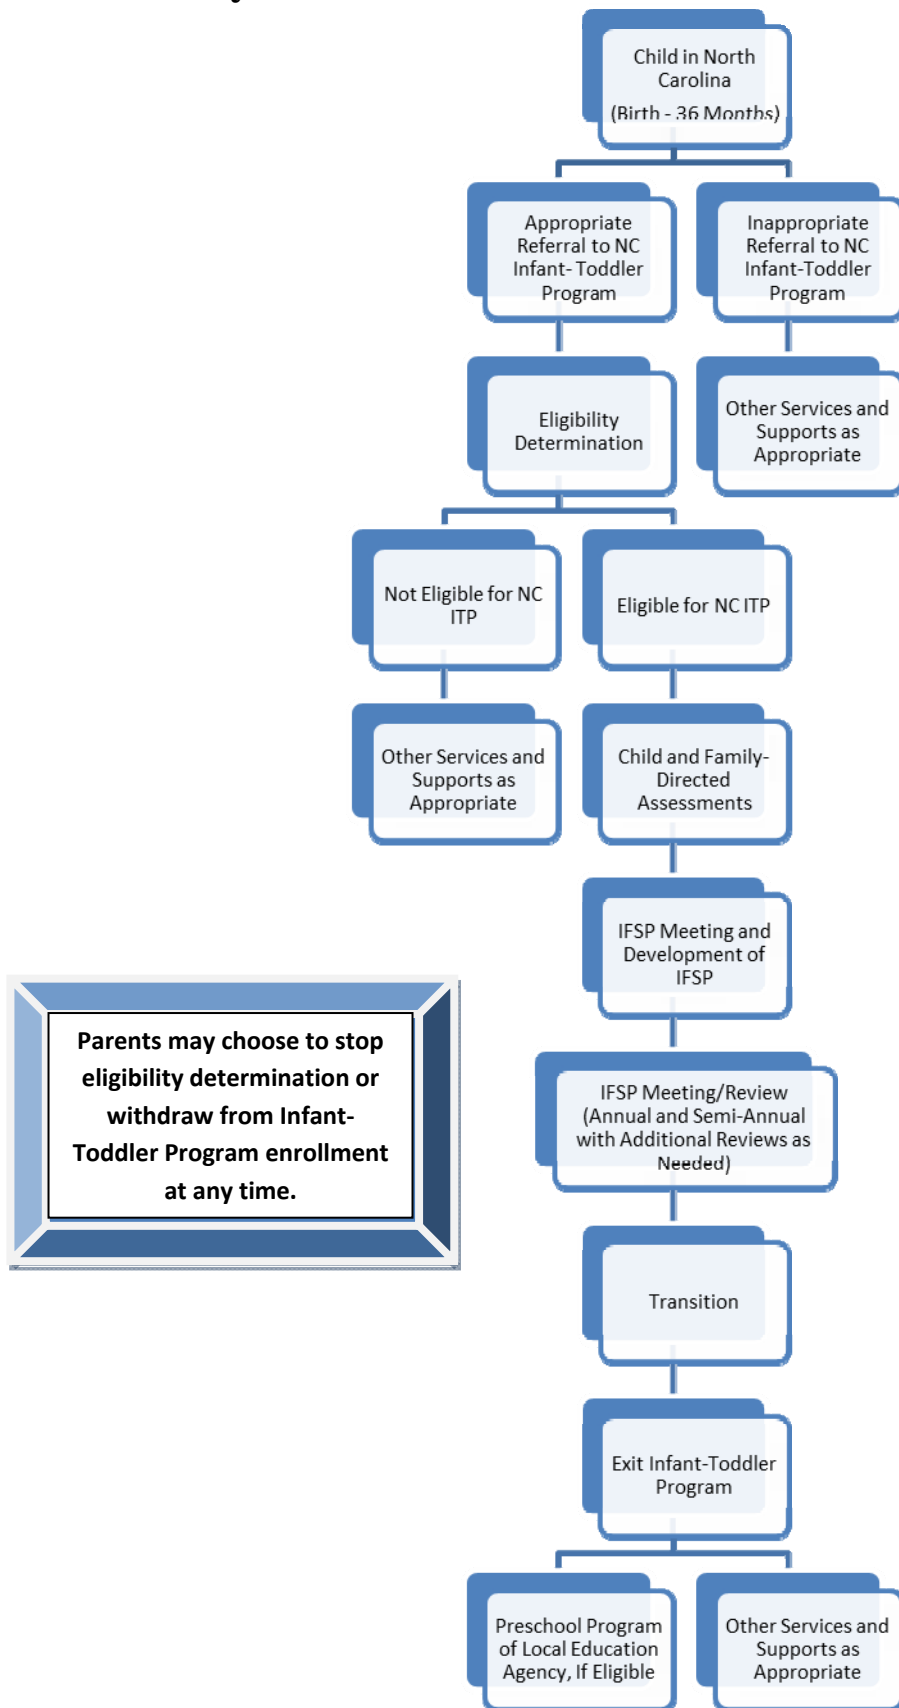 Child in North
Carolina
(Birth - 36 Months)
Appropriate
Referral to NC
Infant- Toddler
Program
Inappropriate
Referral to NC
Infant-Toddler
Program
Eligibility
Determination
Other Services and
Supports as
Appropriate
Not Eligible for NC
ITP
Eligible for NC ITP
Other Services and
Supports as
Appropriate
Child and Family-
Directed
Assessments
IFSP Meeting and
Development of
IFSP
Parents may choose to stop
eligibility determination or
withdraw from Infant-
Toddler Program enrollment
at any time.
IFSP Meeting/Review
(Annual and Semi-Annual
with Additional Reviews as
Needed)
Transition
Exit Infant-Toddler
Program
Preschool Program
of Local Education
Agency, If Eligible
Other Services and
Supports as
Appropriate